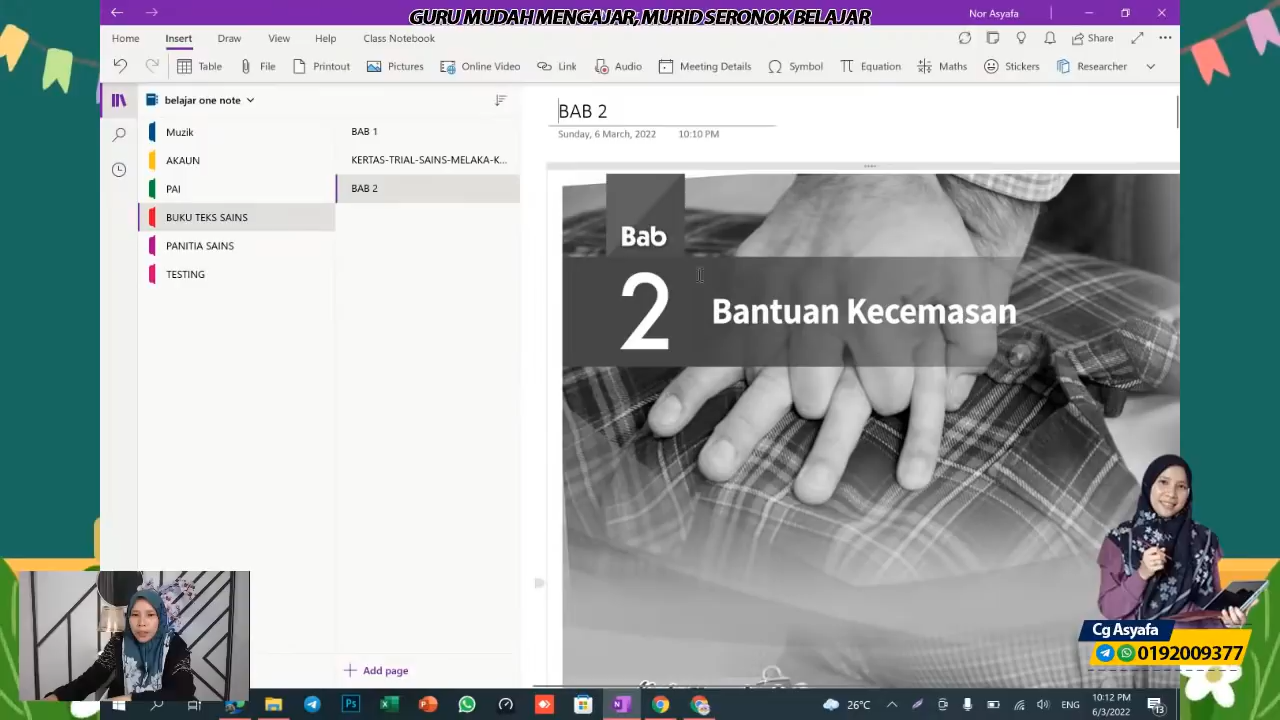 GURU MUDAH MENGAJAR, MURID SERONOK BELAJAR
Nor Asyafa
Home Insert Draw View Help Class Notebook
Share
Table File Printout Pictures Online Video Link Audio Meeting Details Symbol Equation Maths Stickers Researcher
belajar one note
Muzik
AKAUN
PAI
BUKU TEKS SAINS
PANITIA SAINS
TESTING
BAB 1
KERTAS-TRIAL-SAINS-MELAKA-K...
BAB 2
Add page
BAB 2
Sunday, 6 March, 2022 10:10 PM
Bab
2 Bantuan Kecemasan
Cg Asyafa
0192009377
26°C
ENG
10:12 PM
6/3/2022
13